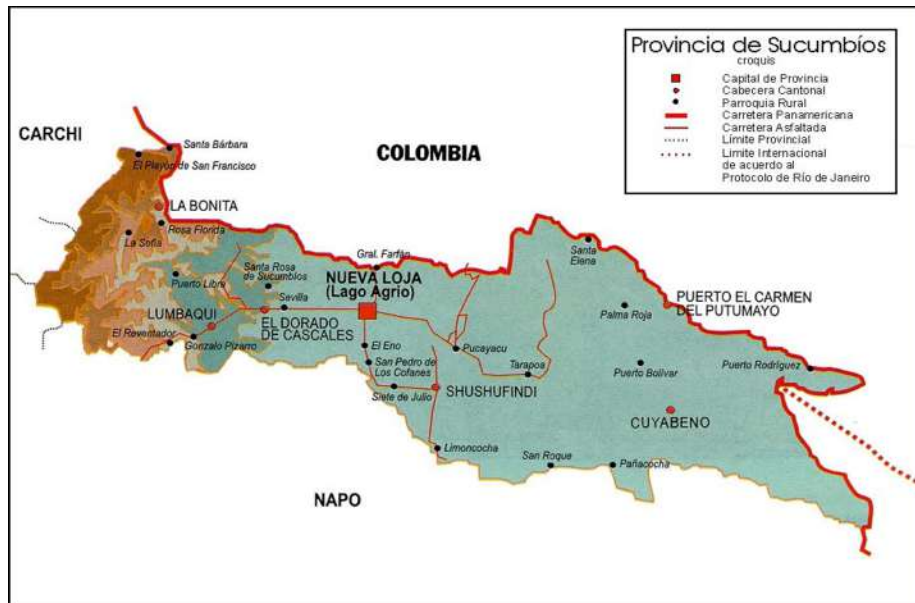 Provincia de Sucumbíos
croquis
Capital de Provincia
Cabecera Cantonal
Parroquia Rural
Carretera Panamericana
Carretera Asfaltada
Límite Provincial
Limite Internacional
de acuerdo al
Protocolo de Río de Janeiro
CARCHI
Santa Bárbara
El Playón de San Francisco
COLOMBIA
LA BONITA
Rosa Florida
La Sofia
Gral. Farfán
Santa
Elena
Santa Rosa
de Sucumbíos
NUEVA LOJA
(Lago Agrio)
Puerto Libre
Sevilla
PUERTO EL CARMEN
DEL PUTUMAYO
Palma Roja
LUMBAQUI
EL DORADO
DE CASCALES
El Reventador
Gonzalo Pizarro
El Eno
Pucayacu
San Pedro de
Los Cofanes
Tarapoa
Puerto Bolívar
Puerto Rodríguez
Siete de Julio
SHUSHUFINDI
CUYABENO
Limoncocha
San Roque
Pañacocha
NAPO